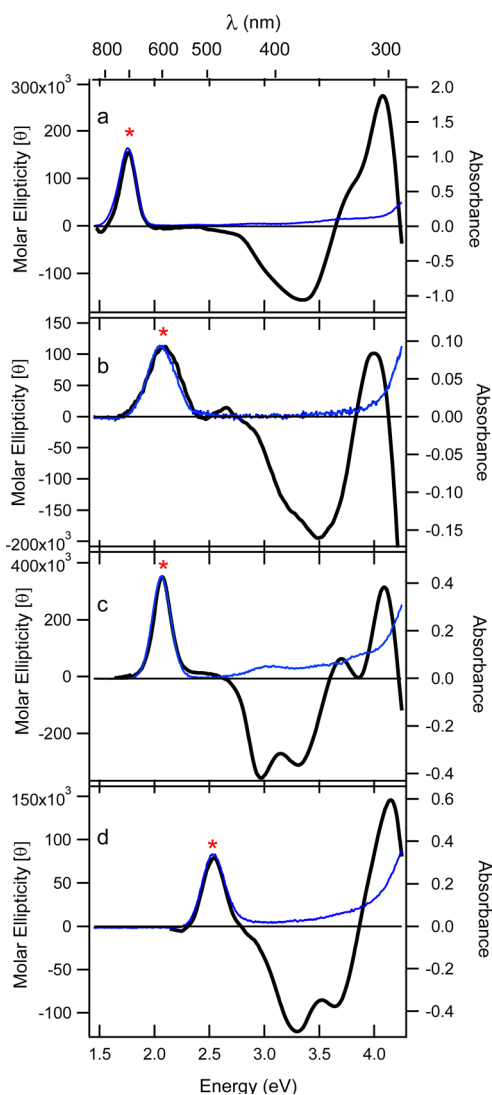 λ (nm)
800 700 600 500 400 300
300x10³
200
100
0
-100
Molar Ellipticity [θ]
a
*
2.0
1.5
1.0
0.5
0.0
-0.5
-1.0
Absorbance
150
100
50
0
-50
-100
-150
-200x10³
Molar Ellipticity [θ]
b
*
0.10
0.05
0.00
-0.05
-0.10
-0.15
Absorbance
400x10³
200
0
-200
Molar Ellipticity [θ]
c
*
0.4
0.2
0.0
-0.2
-0.4
Absorbance
150x10³
100
50
0
-50
-100
Molar Ellipticity [θ]
d
*
0.6
0.4
0.2
0.0
-0.2
-0.4
Absorbance
1.5 2.0 2.5 3.0 3.5 4.0
Energy (eV)